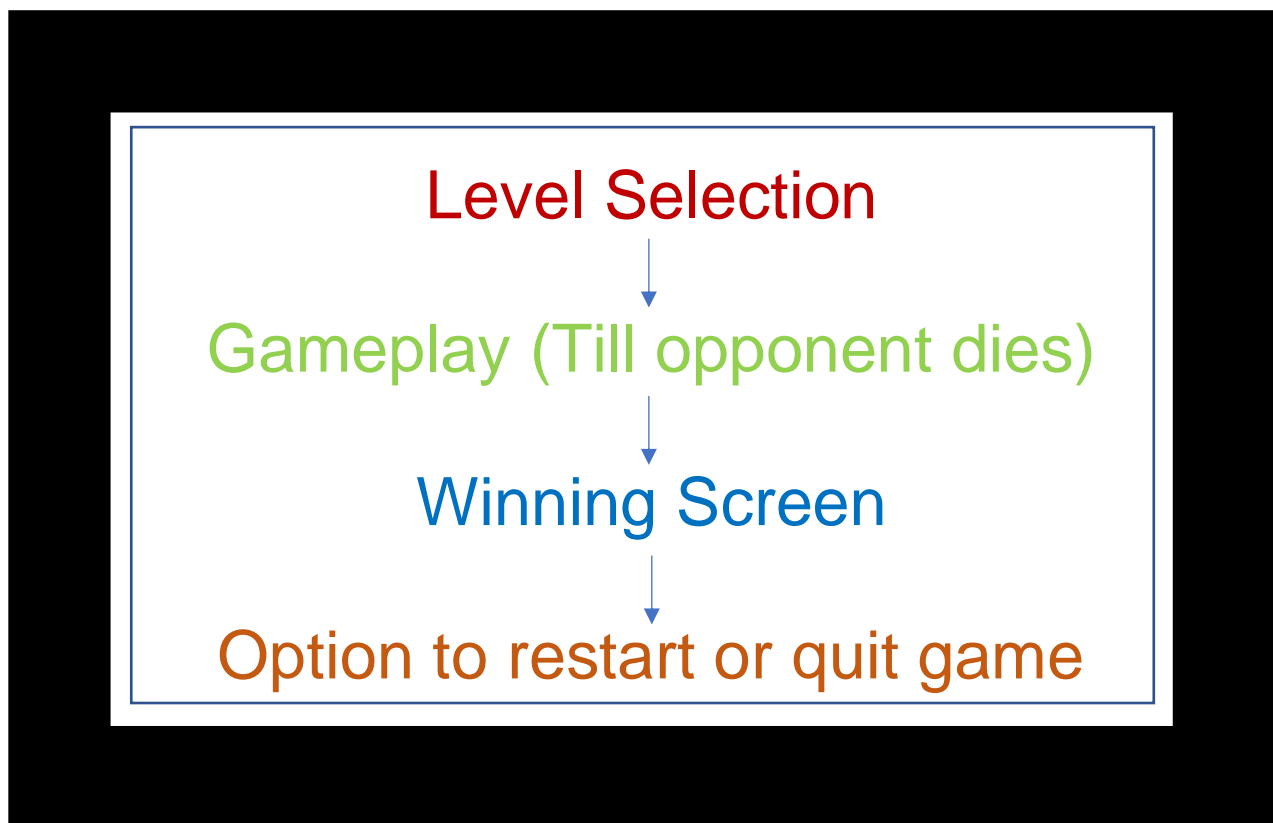 Level Selection
Gameplay (Till opponent dies)
Winning Screen
Option to restart or quit game